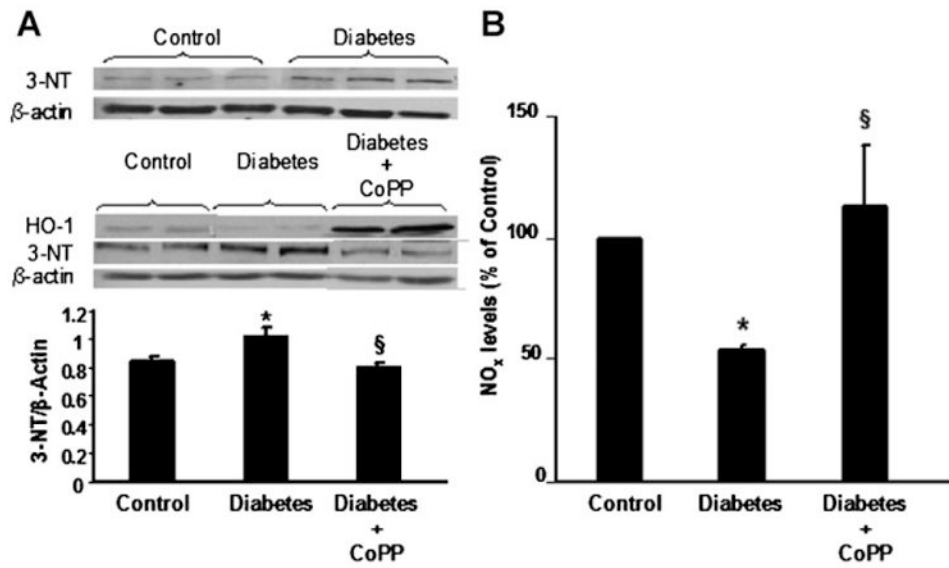 A
Control Diabetes
3-NT
ß-actin
Control Diabetes Diabetes
+
CoPP
HO-1
3-NT
ß-actin
3-NT/β-Actin
1.2
1
0.8
0.6
0.4
0.2
0
*
§
Control Diabetes Diabetes
+
CoPP
B
NOx levels (% of Control)
150
100
50
0
*
§
Control Diabetes Diabetes
+
CoPP